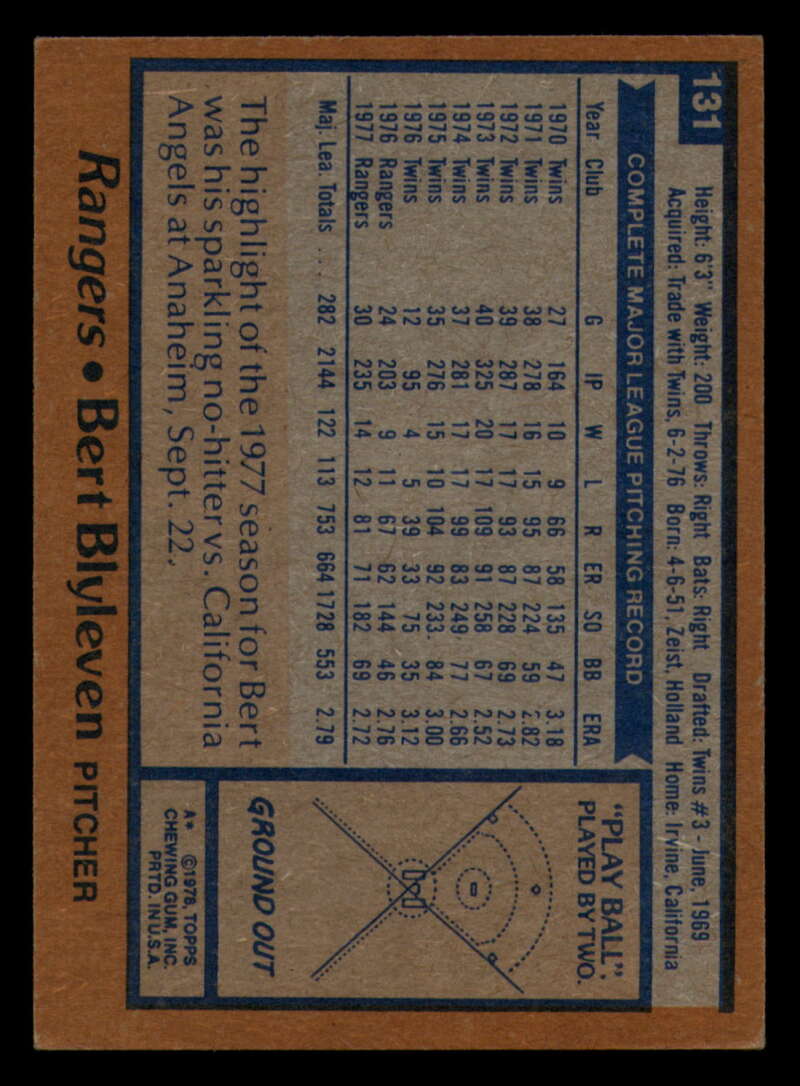 131
Height: 6'3" Weight: 200 Throws: Right Bats: Right Drafted: Twins #3 - June, 1969
Acquired: Trade with Twins, 6-2-76 Born: 4-6-51, Zeist, Holland Home: Irvine, California
COMPLETE MAJOR LEAGUE PITCHING RECORD
Year Club G IP W L R ER SO BB ERA
1970 Twins 27 164 10 9 66 58 135 47 3.18
1971 Twins 38 278 16 15 95 87 224 59 2.82
1972 Twins 39 287 17 17 93 87 228 69 2.73
1973 Twins 40 325 20 17 109 91 258 67 2.52
1974 Twins 37 281 17 17 99 83 249 77 2.66
1975 Twins 35 276 15 10 104 92 233 84 3.00
1976 Twins 12 95 4 5 39 33 75 35 3.12
1976 Rangers 24 203 9 11 67 62 144 46 2.76
1977 Rangers 30 235 14 12 81 71 182 69 2.72
Maj. Lea. Totals .... 282 2144 122 113 753 664 1728 553 2.79
The highlight of the 1977 season for Bert
was his sparkling no-hitter vs. California
Angels at Anaheim, Sept. 22.
"PLAY BALL"
PLAYED BY TWO.
GROUND OUT
A* ©1978, TOPPS
CHEWING GUM, INC.
PRTD. IN U.S.A.
Rangers • Bert Blyleven PITCHER